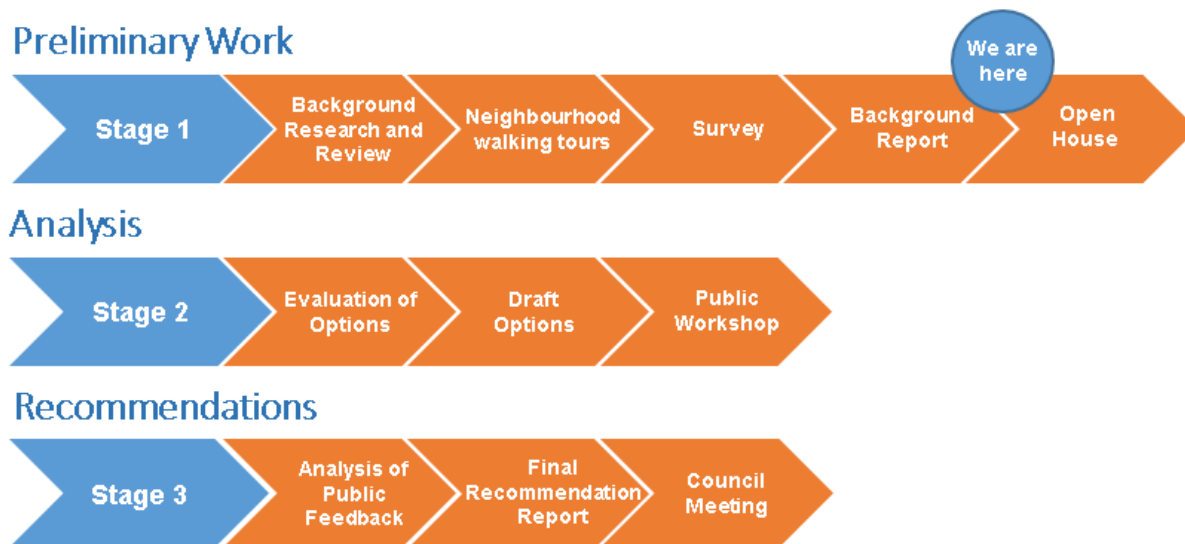 Preliminary Work
We are
here
Stage 1
Background
Research and
Review
Neighbourhood
walking tours
Survey
Background
Report
Open
House
Analysis
Stage 2
Evaluation of
Options
Draft
Options
Public
Workshop
Recommendations
Stage 3
Analysis of
Public
Feedback
Final
Recommendation
Report
Council
Meeting